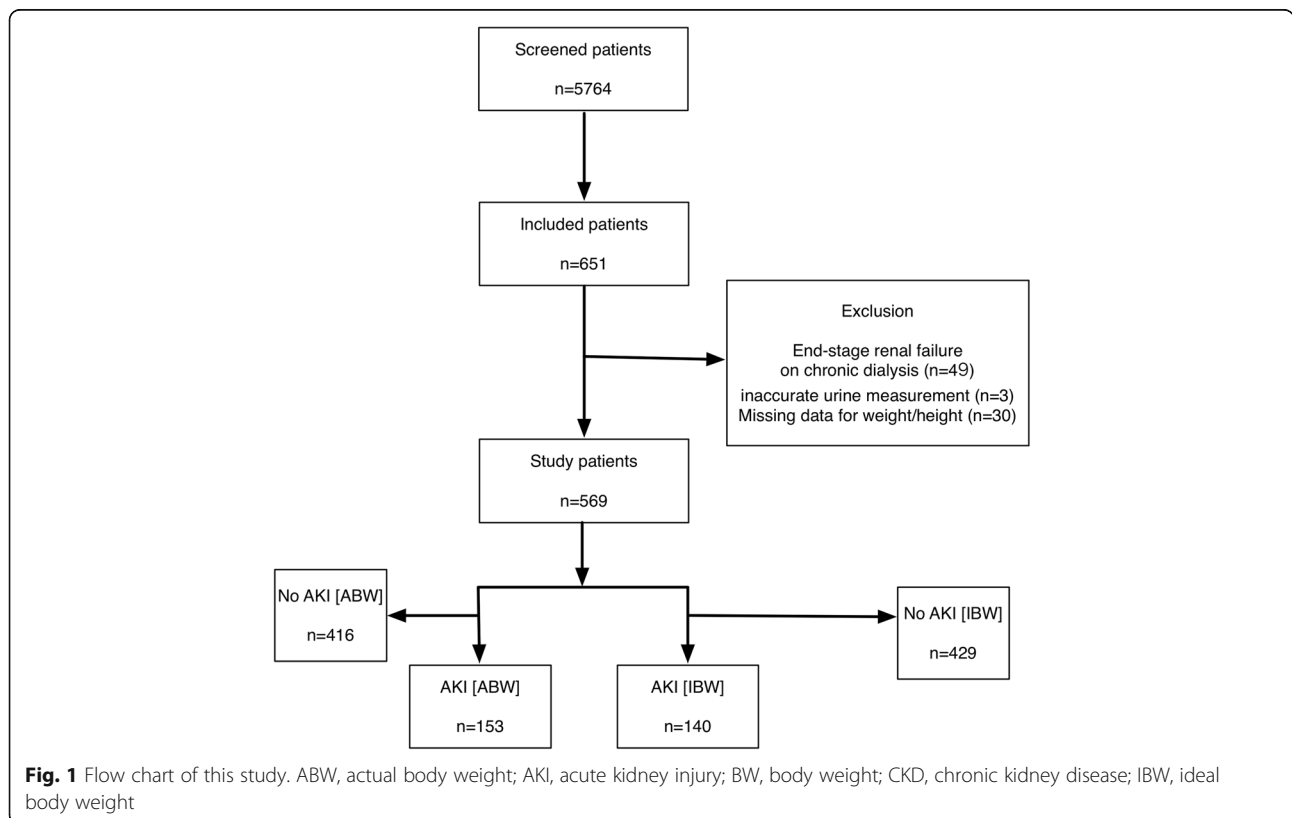 Screened patients
n=5764
Included patients
n=651
Exclusion
End-stage renal failure
on chronic dialysis (n=49)
inaccurate urine measurement (n=3)
Missing data for weight/height (n=30)
Study patients
n=569
No AKI [ABW]
n=416
AKI [ABW]
n=153
AKI [IBW]
n=140
No AKI [IBW]
n=429
Fig. 1 Flow chart of this study. ABW, actual body weight; AKI, acute kidney injury; BW, body weight; CKD, chronic kidney disease; IBW, ideal
body weight